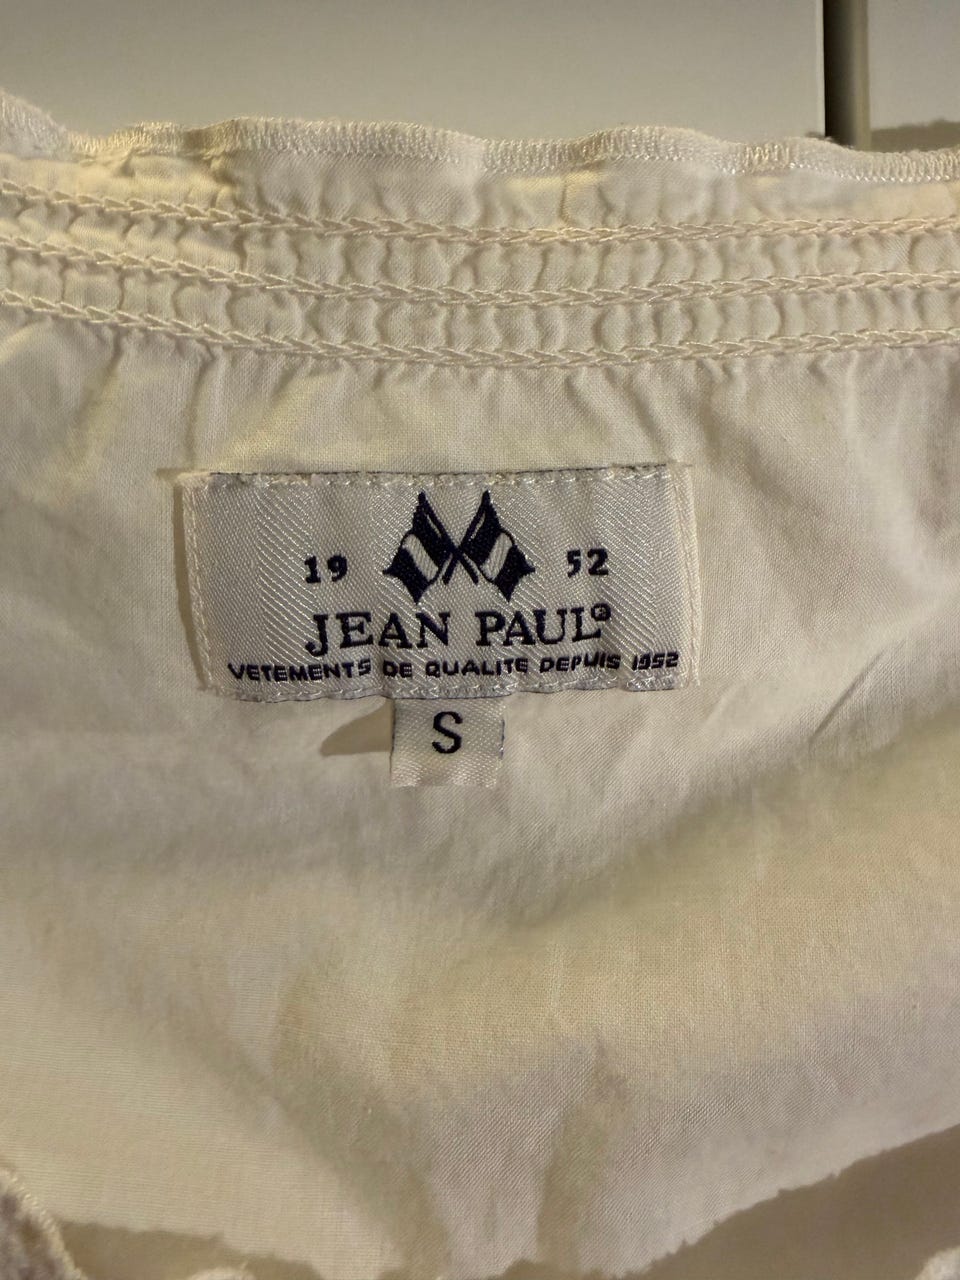 19 52
JEAN PAUL®
VETEMENTS DE QUALITE DEPUIS 1952
S